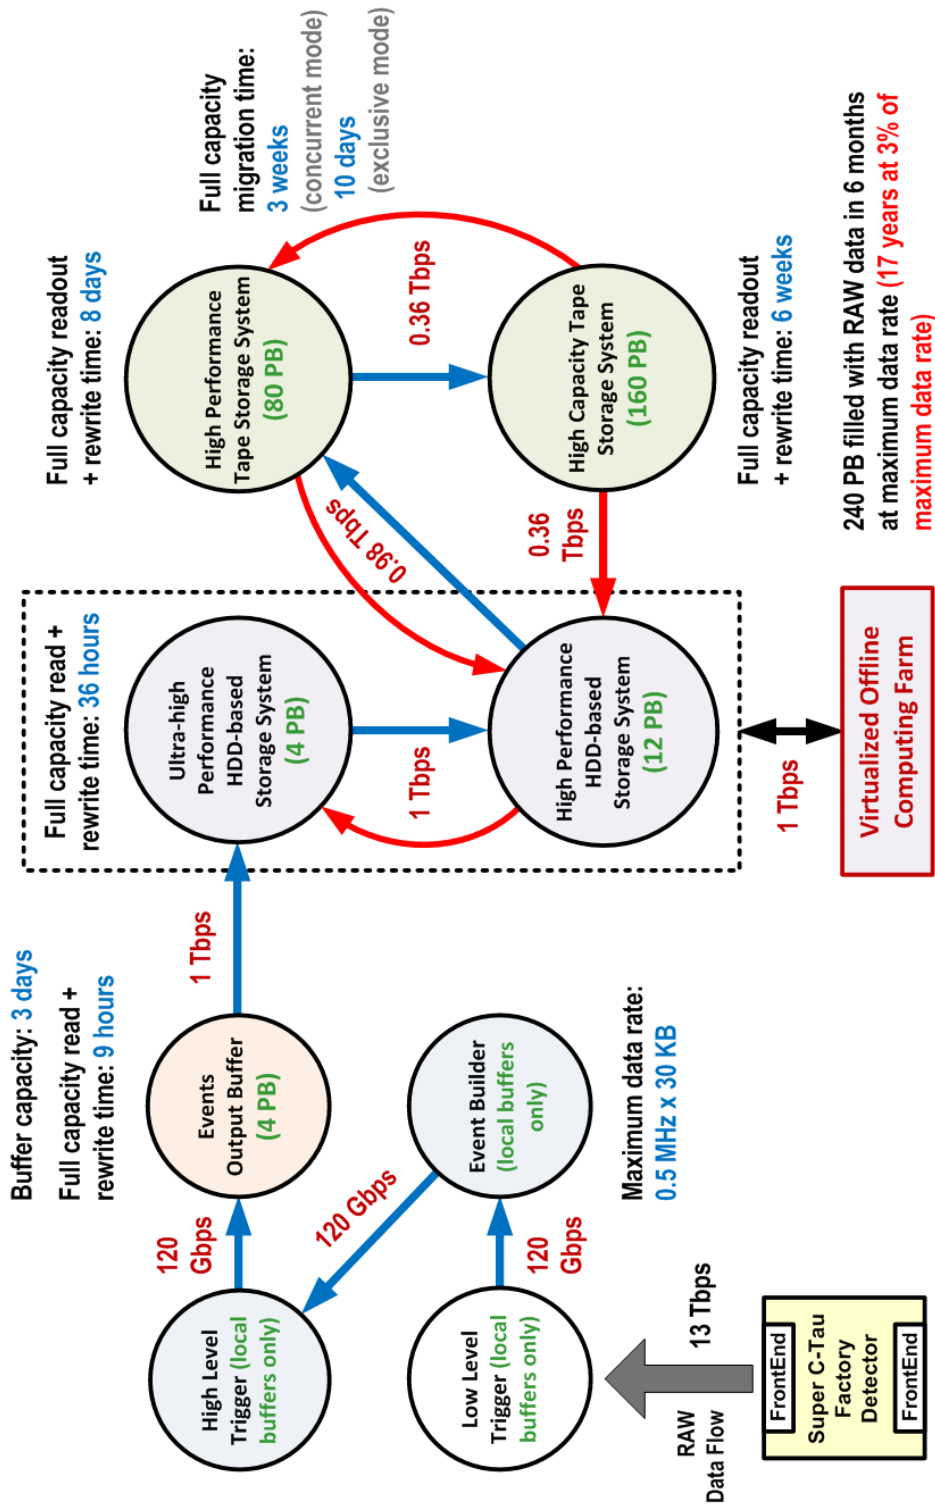 Buffer capacity: 3 days
Full capacity read +
rewrite time: 9 hours
Full capacity read +
rewrite time: 36 hours
Full capacity readout
+ rewrite time: 8 days
Full capacity
migration time:
3 weeks
(concurrent mode)
10 days
(exclusive mode)
High Level
Trigger (local
buffers only)
120
Gbps
Events
Output Buffer
(4 PB)
1 Tbps
Ultra-high
Performance
HDD-based
Storage System
(4 PB)
High Performance
Tape Storage System
(80 PB)
120 Gbps
1 Tbps
0.98 Tbps
0.36 Tbps
Low Level
Trigger (local
buffers only)
120
Gbps
Event Builder
(local buffers
only)
High Performance
HDD-based
Storage System
(12 PB)
0.36
Tbps
High Capacity Tape
Storage System
(160 PB)
Maximum data rate:
0.5 MHz x 30 KB
Full capacity readout
+ rewrite time: 6 weeks
RAW
Data Flow
13 Tbps
1 Tbps
FrontEnd
Super C-Tau
Factory
Detector
FrontEnd
Virtualized Offline
Computing Farm
240 PB filled with RAW data in 6 months
at maximum data rate (17 years at 3% of
maximum data rate)